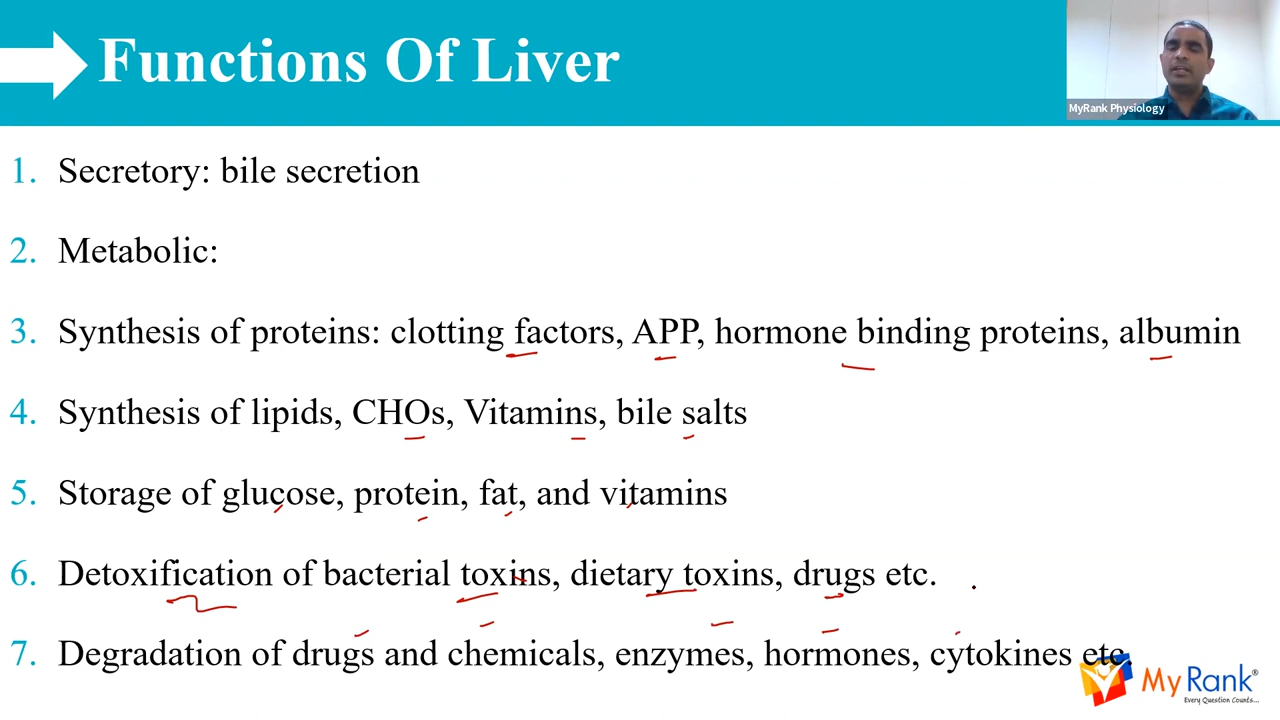 Functions Of Liver
MyRank Physiology
1. Secretory: bile secretion
2. Metabolic:
3. Synthesis of proteins: clotting factors, APP, hormone binding proteins, albumin
4. Synthesis of lipids, CHOs, Vitamins, bile salts
5. Storage of glucose, protein, fat, and vitamins
6. Detoxification of bacterial toxins, dietary toxins, drugs etc.
7. Degradation of drugs and chemicals, enzymes, hormones, cytokines etc.
My Rank®
Every Question Counts...